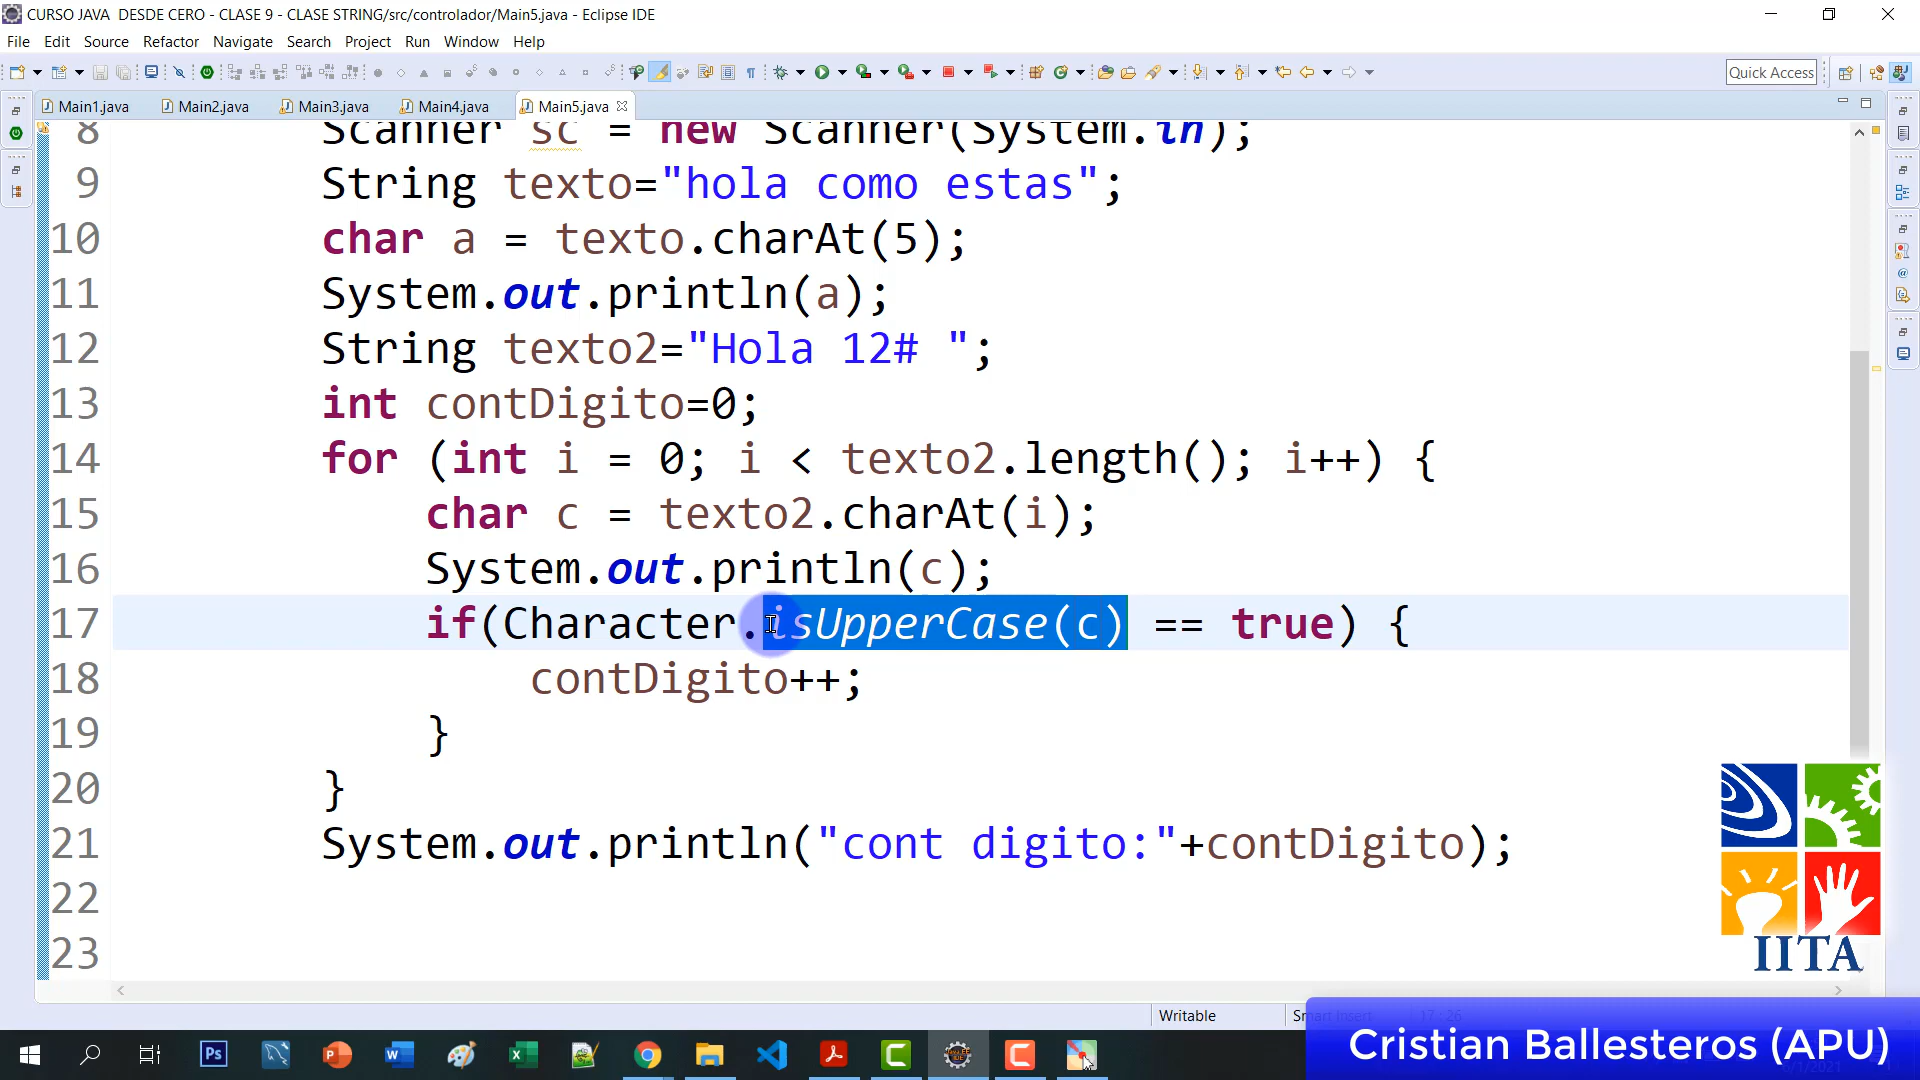 CURSO JAVA  DESDE CERO - CLASE 9 - CLASE STRING/src/controlador/Main5.java - Eclipse IDE
File Edit Source Refactor Navigate Search Project Run Window Help
Quick Access
Main1.java Main2.java Main3.java Main4.java Main5.java
8 Scanner sc = new Scanner(System.in);
9 String texto="hola como estas";
10 char a = texto.charAt(5);
11 System.out.println(a);
12 String texto2="Hola 12# ";
13 int contDigito=0;
14 for (int i = 0; i < texto2.length(); i++) {
15 char c = texto2.charAt(i);
16 System.out.println(c);
17 if(Character.isUpperCase(c) == true) {
18 contDigito++;
19 }
20 }
21 System.out.println("cont digito:"+contDigito);
22
23
IITA
Writable
Cristian Ballesteros (APU)